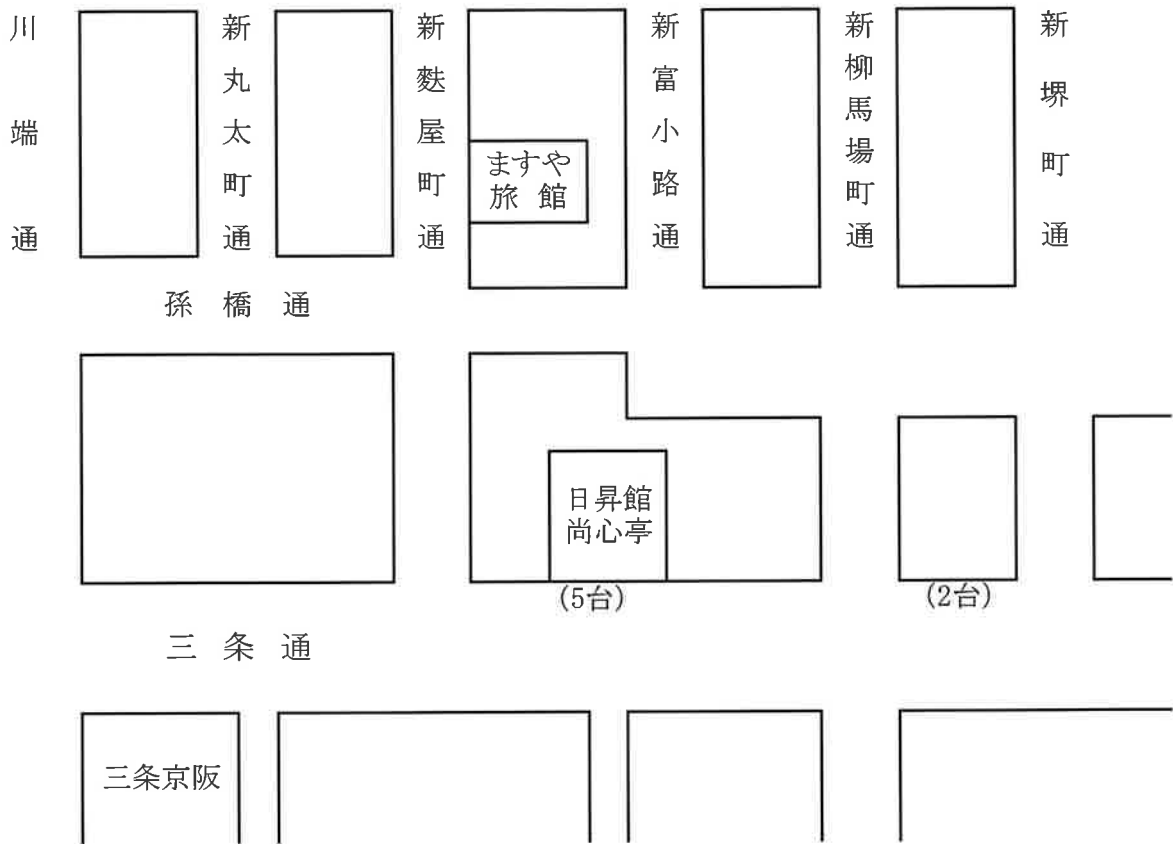 川端通
新丸太町通
新麩屋町通
新富小路通
新柳馬場町通
新堺町通
ますや
旅館
孫橋通
日昇館
尚心亭
(5台)
(2台)
三条通
三条京阪